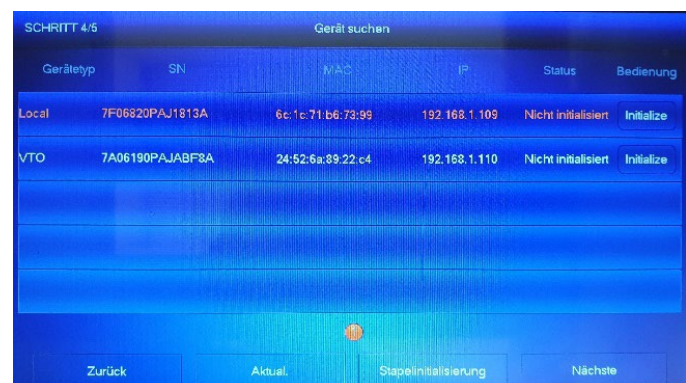 SCHRITT 4/5 Gerät suchen
Gerätetyp SN MAC IP Status Bedienung
Local 7F06820PAJ1813A 6c:1c:71:b6:73:99 192.168.1.109 Nicht initialisiert Initialize
VTO 7A06190PAJABF8A 24:52:6a:89:22:c4 192.168.1.110 Nicht initialisiert Initialize
Zurück Aktual. Stapelinitialisierung Nächste